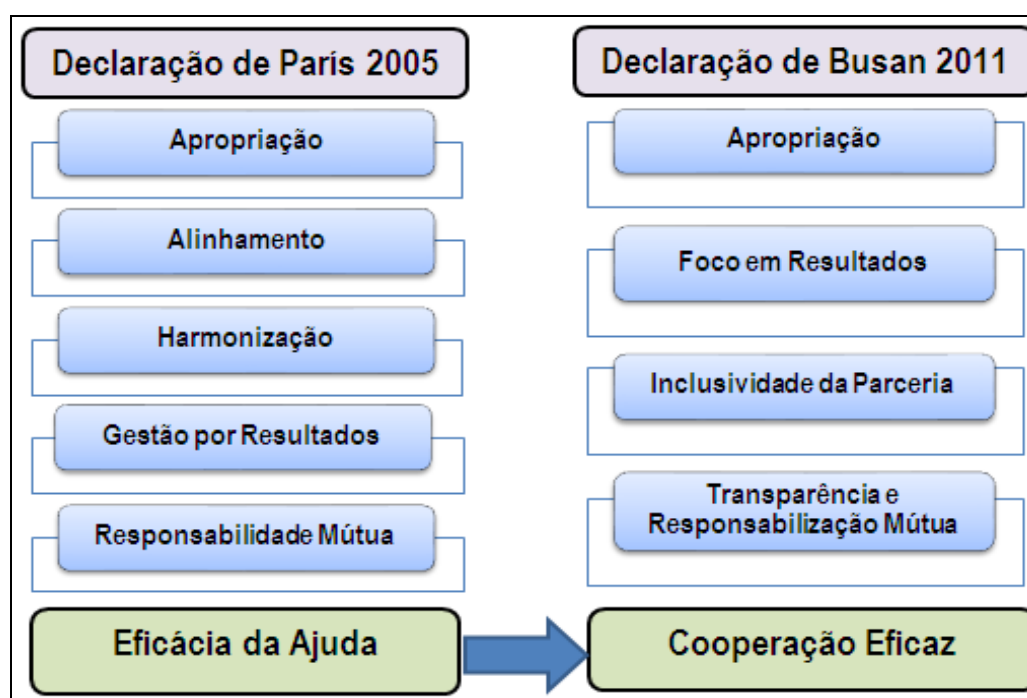 Declaração de París 2005
Apropriação
Alinhamento
Harmonização
Gestão por Resultados
Responsabilidade Mútua
Eficácia da Ajuda
Declaração de Busan 2011
Apropriação
Foco em Resultados
Inclusividade da Parceria
Transparência e
Responsabilização Mútua
Cooperação Eficaz